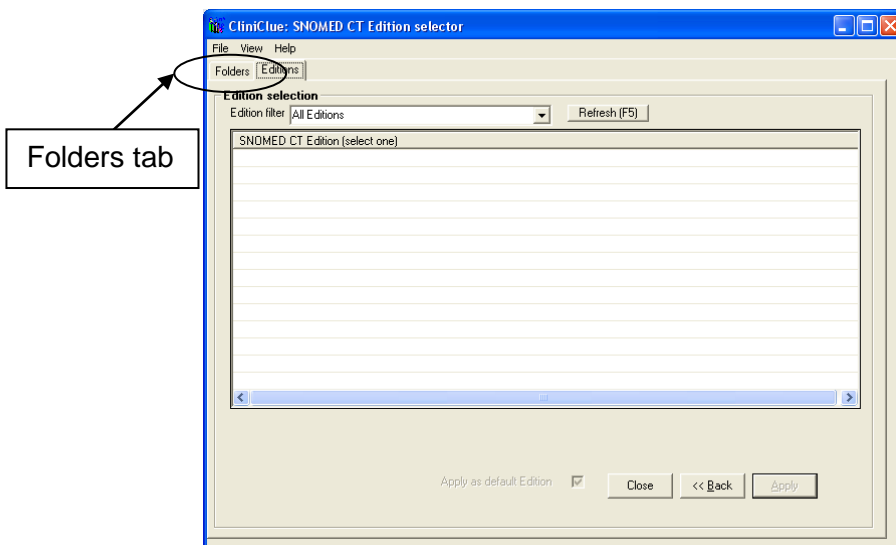 CliniClue: SNOMED CT Edition selector
File View Help
Folders Editions
Edition selection
Edition filter All Editions Refresh (F5)
Folders tab
SNOMED CT Edition (select one)
Apply as default Edition Close << Back Apply